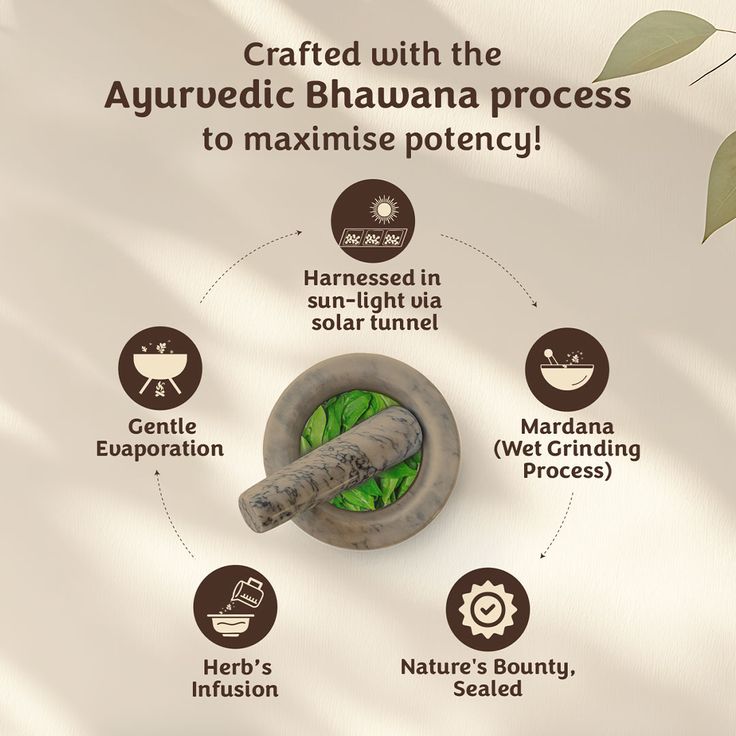 Crafted with the
Ayurvedic Bhawana process
to maximise potency!
Harnessed in
sun-light via
solar tunnel
Gentle
Evaporation
Mardana
(Wet Grinding
Process)
Herb's
Infusion
Nature's Bounty,
Sealed